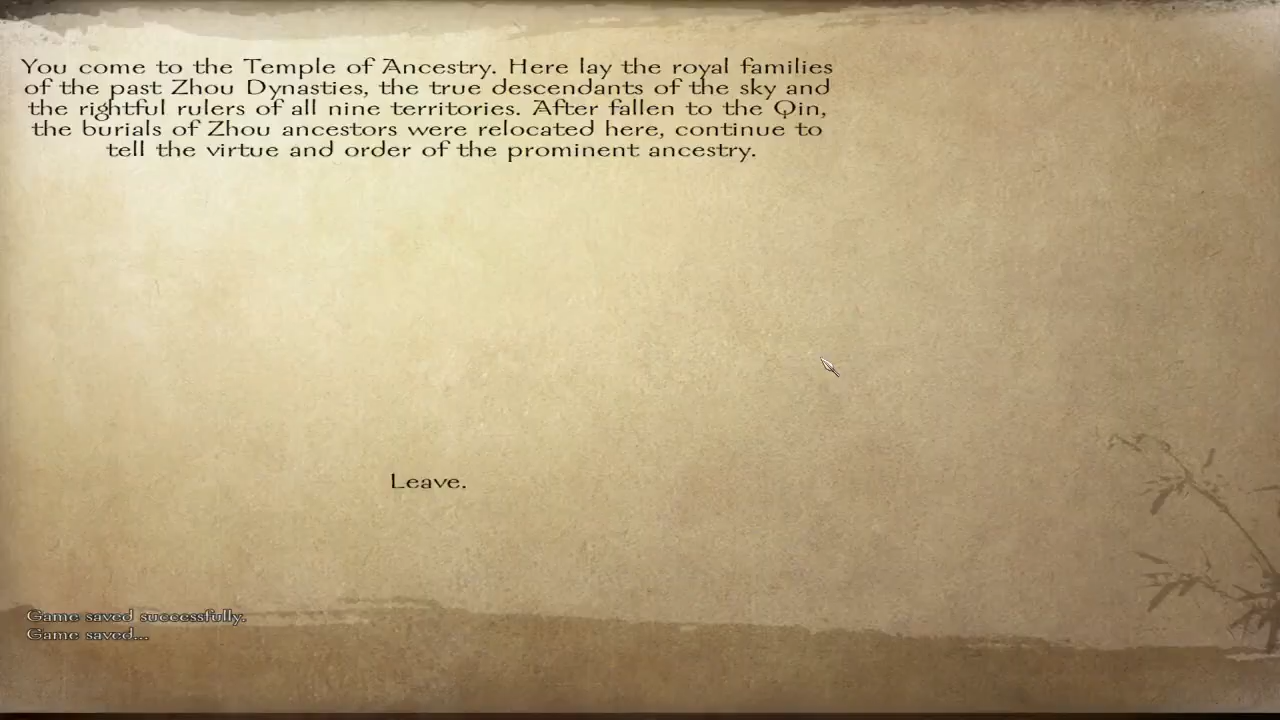 You come to the Temple of Ancestry. Here lay the royal families
of the past Zhou Dynasties, the true descendants of the sky and
the rightful rulers of all nine territories. After fallen to the Qin,
the burials of Zhou ancestors were relocated here, continue to
tell the virtue and order of the prominent ancestry.
Leave.
Game saved successfully.
Game saved...